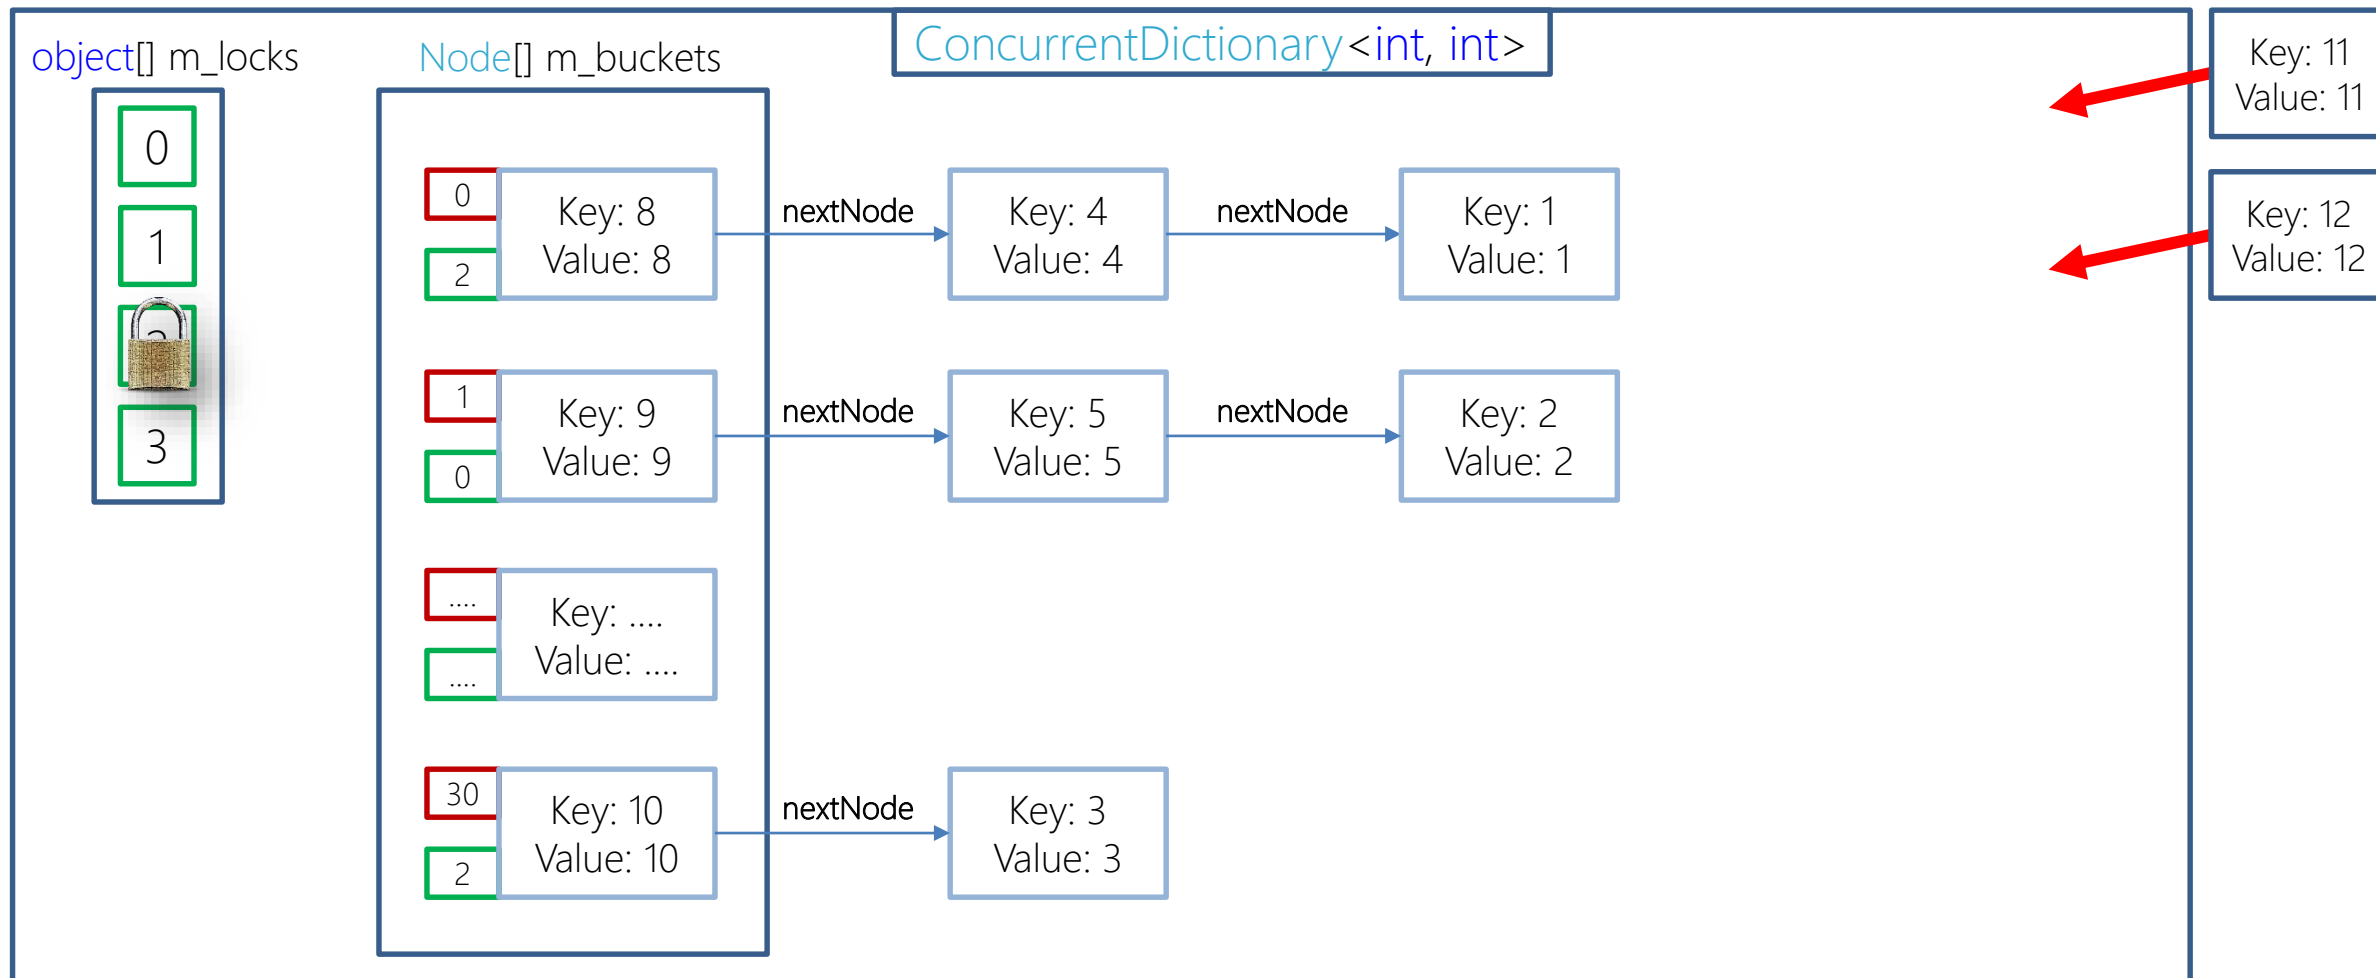 ConcurrentDictionary<int, int>
object[] m_locks
0
1
3
Node[] m_buckets
0
2
Key: 8
Value: 8
nextNode
Key: 4
Value: 4
nextNode
Key: 1
Value: 1
1
0
Key: 9
Value: 9
nextNode
Key: 5
Value: 5
nextNode
Key: 2
Value: 2
....
....
Key: ....
Value: ....
30
2
Key: 10
Value: 10
nextNode
Key: 3
Value: 3
Key: 11
Value: 11
Key: 12
Value: 12